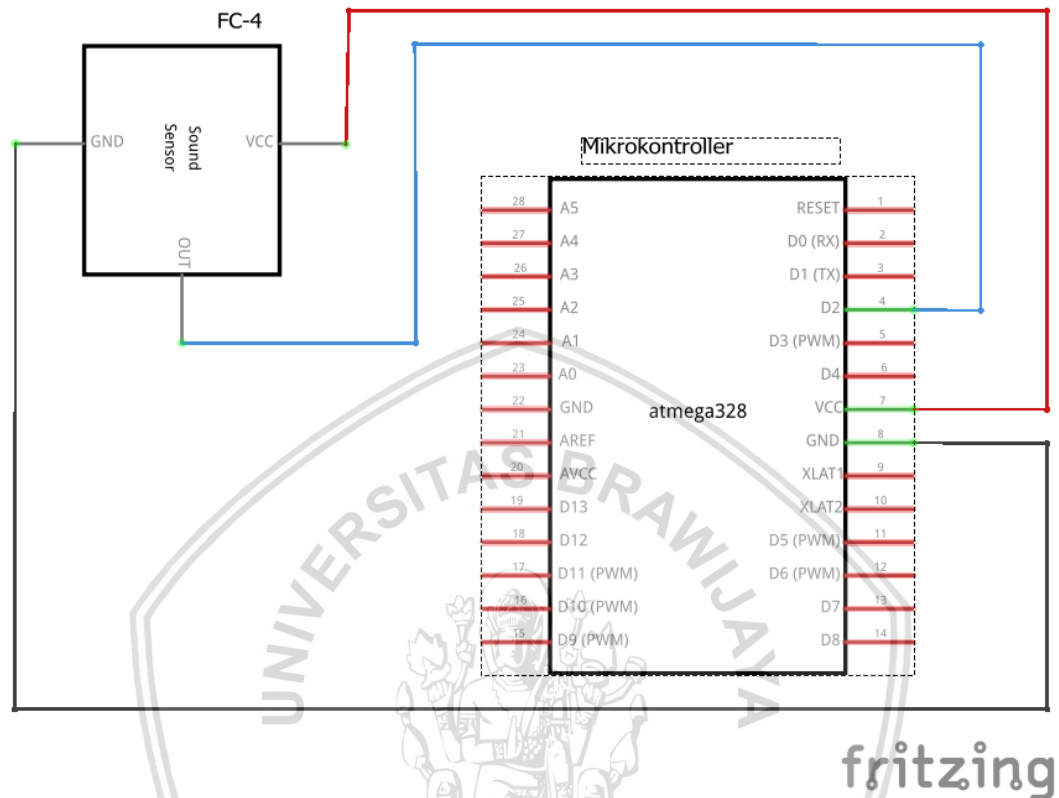 FC-4
GND
Sound
Sensor
VCC
OUT
Mikrokontroller
28 A5
27 A4
26 A3
25 A2
24 A1
23 A0
22 GND
21 AREF
20 AVCC
19 D13
18 D12
17 D11 (PWM)
16 D10 (PWM)
15 D9 (PWM)
atmega328
RESET 1
D0 (RX) 2
D1 (TX) 3
D2 4
D3 (PWM) 5
D4 6
VCC 7
GND 8
XLAT1 9
XLAT2 10
D5 (PWM) 11
D6 (PWM) 12
D7 13
D8 14
UNIVERSITAS BRAWIJAYA
fritzing